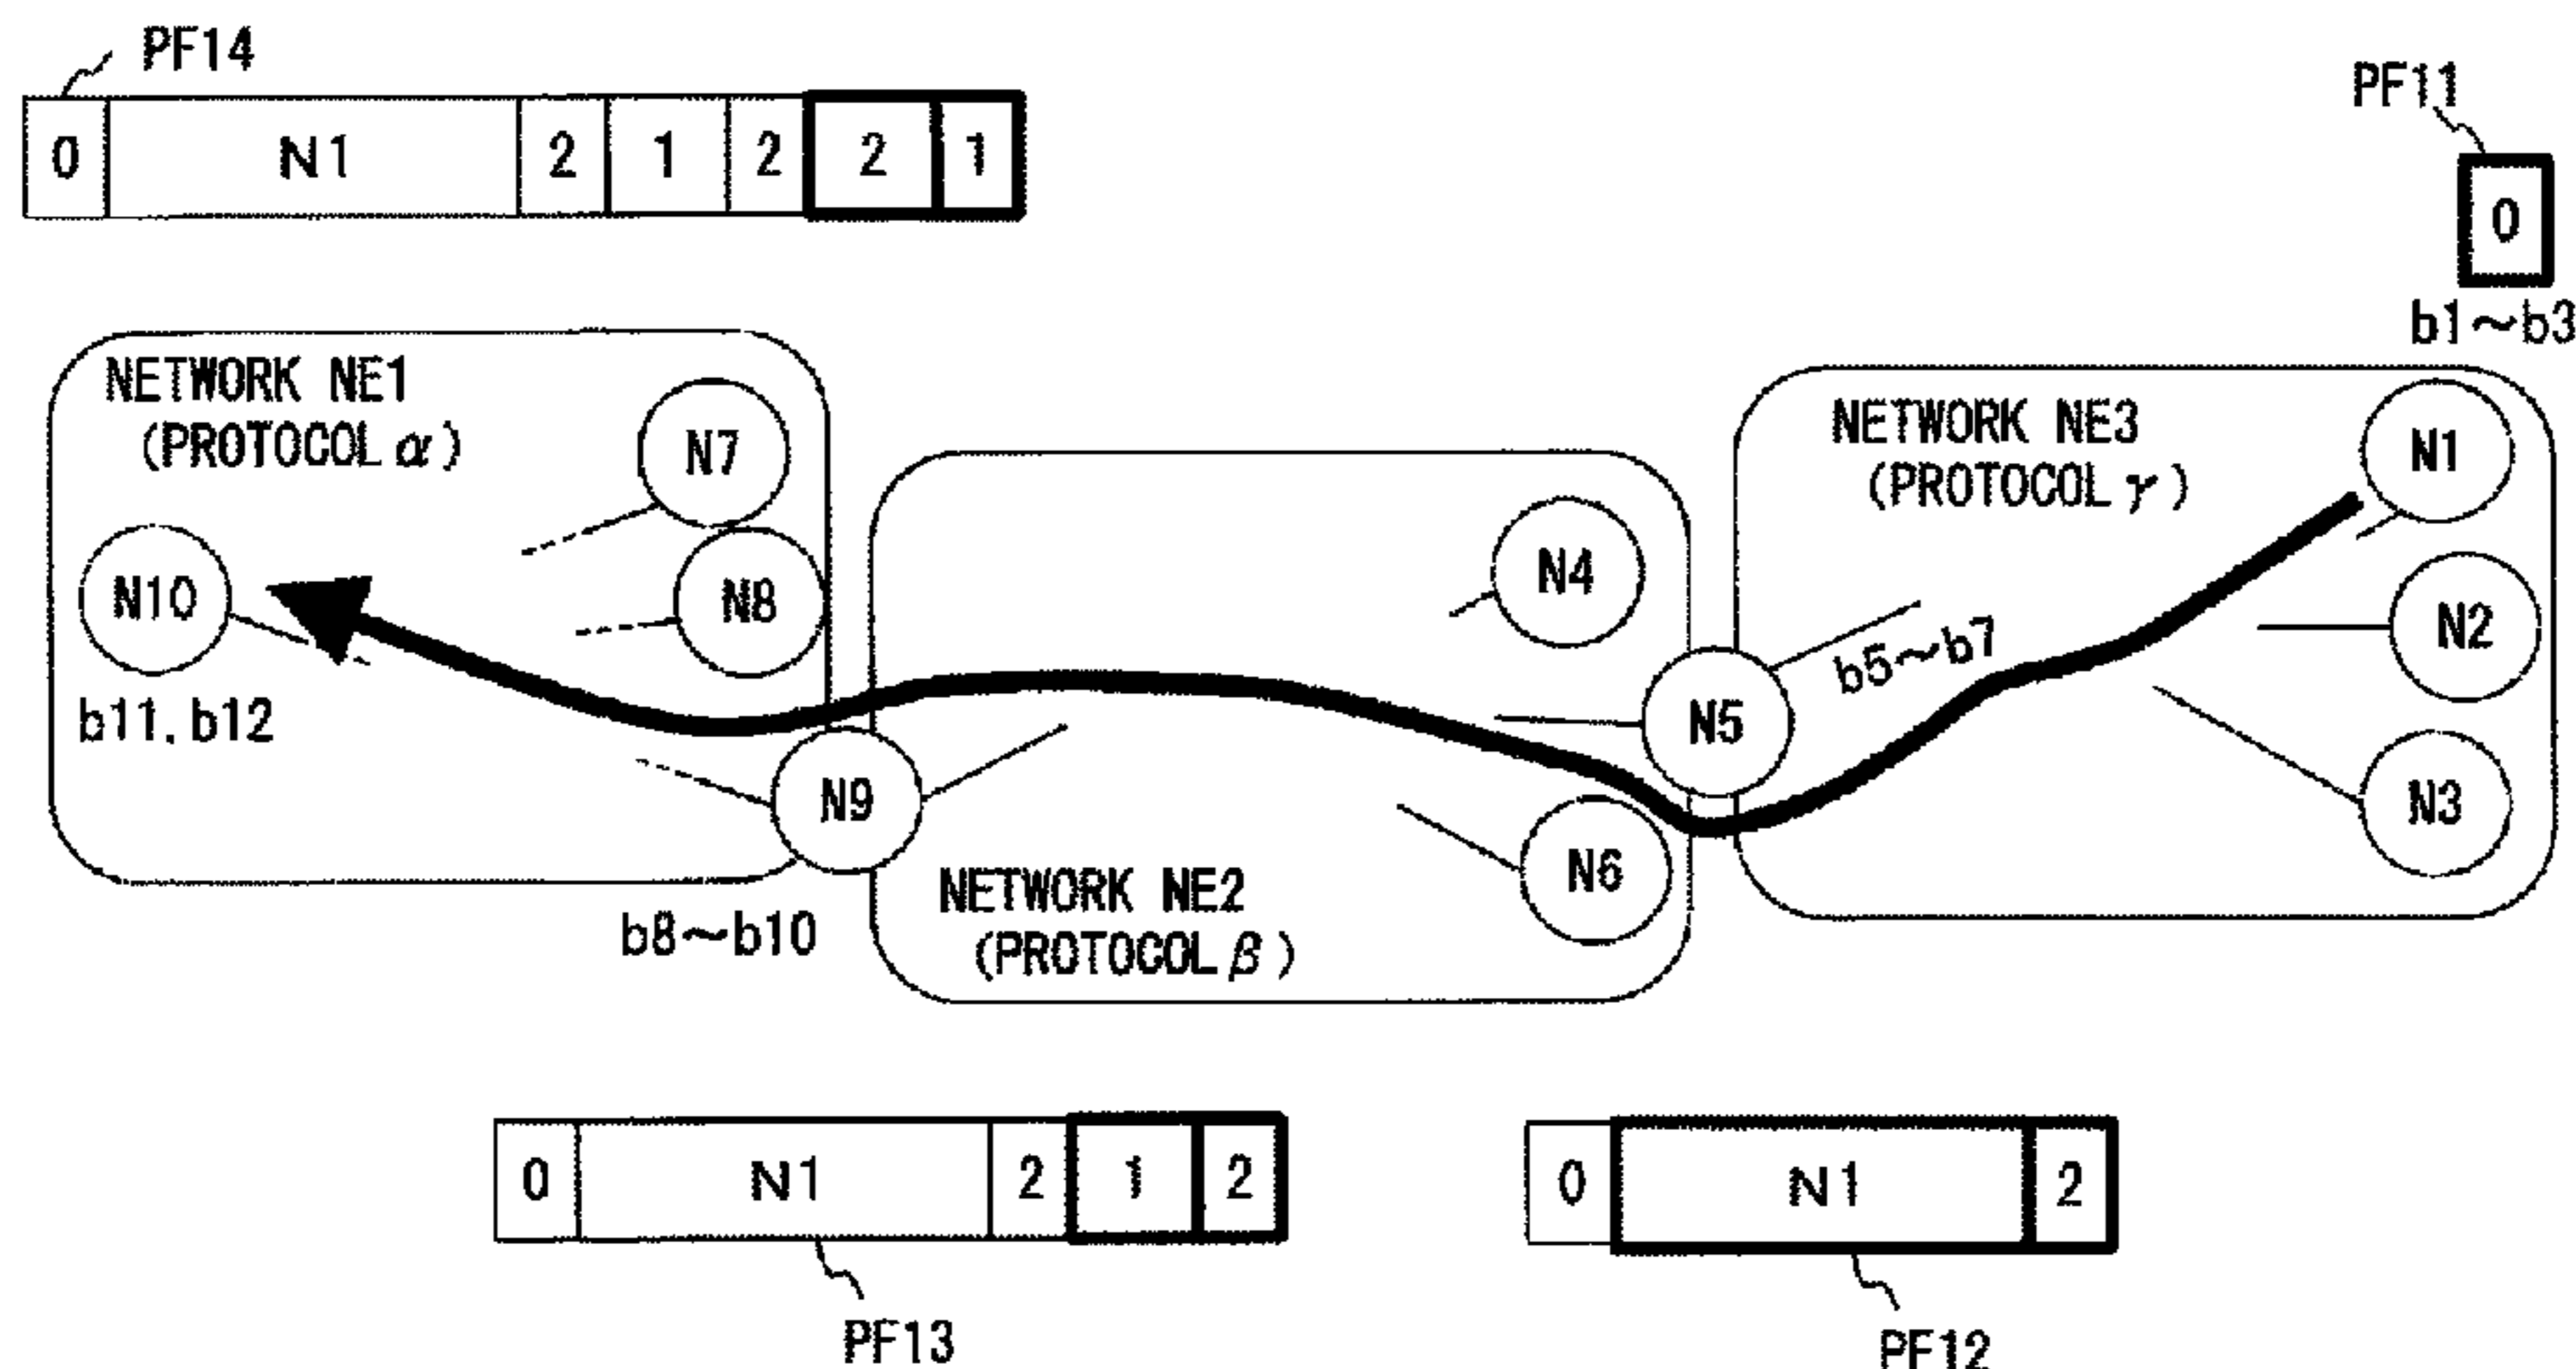 PF14
0 N1 2 1 2 2 1
PF11
0
b1～b3
NETWORK NE1
(PROTOCOL α)
N7
N8
N10
b11, b12
N9
b8～b10
N4
N5
N6
NETWORK NE2
(PROTOCOL β)
NETWORK NE3
(PROTOCOL γ)
N1
N2
N3
b5～b7
0 N1 2 1 2
PF13
0 N1 2
PF12